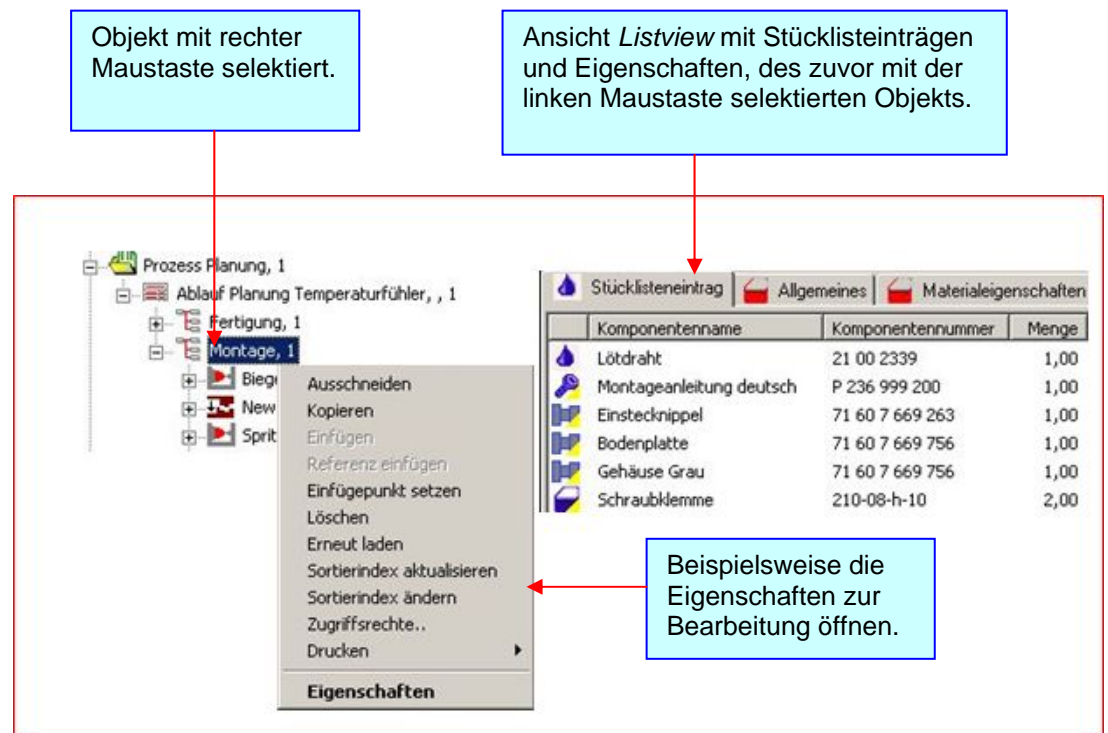 Objekt mit rechter
Maustaste selektiert.
Ansicht Listview mit Stücklisteinträgen
und Eigenschaften, des zuvor mit der
linken Maustaste selektierten Objekts.
Prozess Planung, 1
Ablauf Planung Temperaturfühler, , 1
Fertigung, 1
Montage, 1
Biege
New
Sprit
Ausschneiden
Kopieren
Einfügen
Referenz einfügen
Einfügepunkt setzen
Löschen
Erneut laden
Sortierindex aktualisieren
Sortierindex ändern
Zugriffsrechte..
Drucken
Eigenschaften
Stücklisteneintrag Allgemeines Materialeigenschaften
Komponentenname Komponentennummer Menge
Lötdraht 21 00 2339 1,00
Montageanleitung deutsch P 236 999 200 1,00
Einstecknippel 71 60 7 669 263 1,00
Bodenplatte 71 60 7 669 756 1,00
Gehäuse Grau 71 60 7 669 756 1,00
Schraubklemme 210-08-h-10 2,00
Beispielsweise die
Eigenschaften zur
Bearbeitung öffnen.